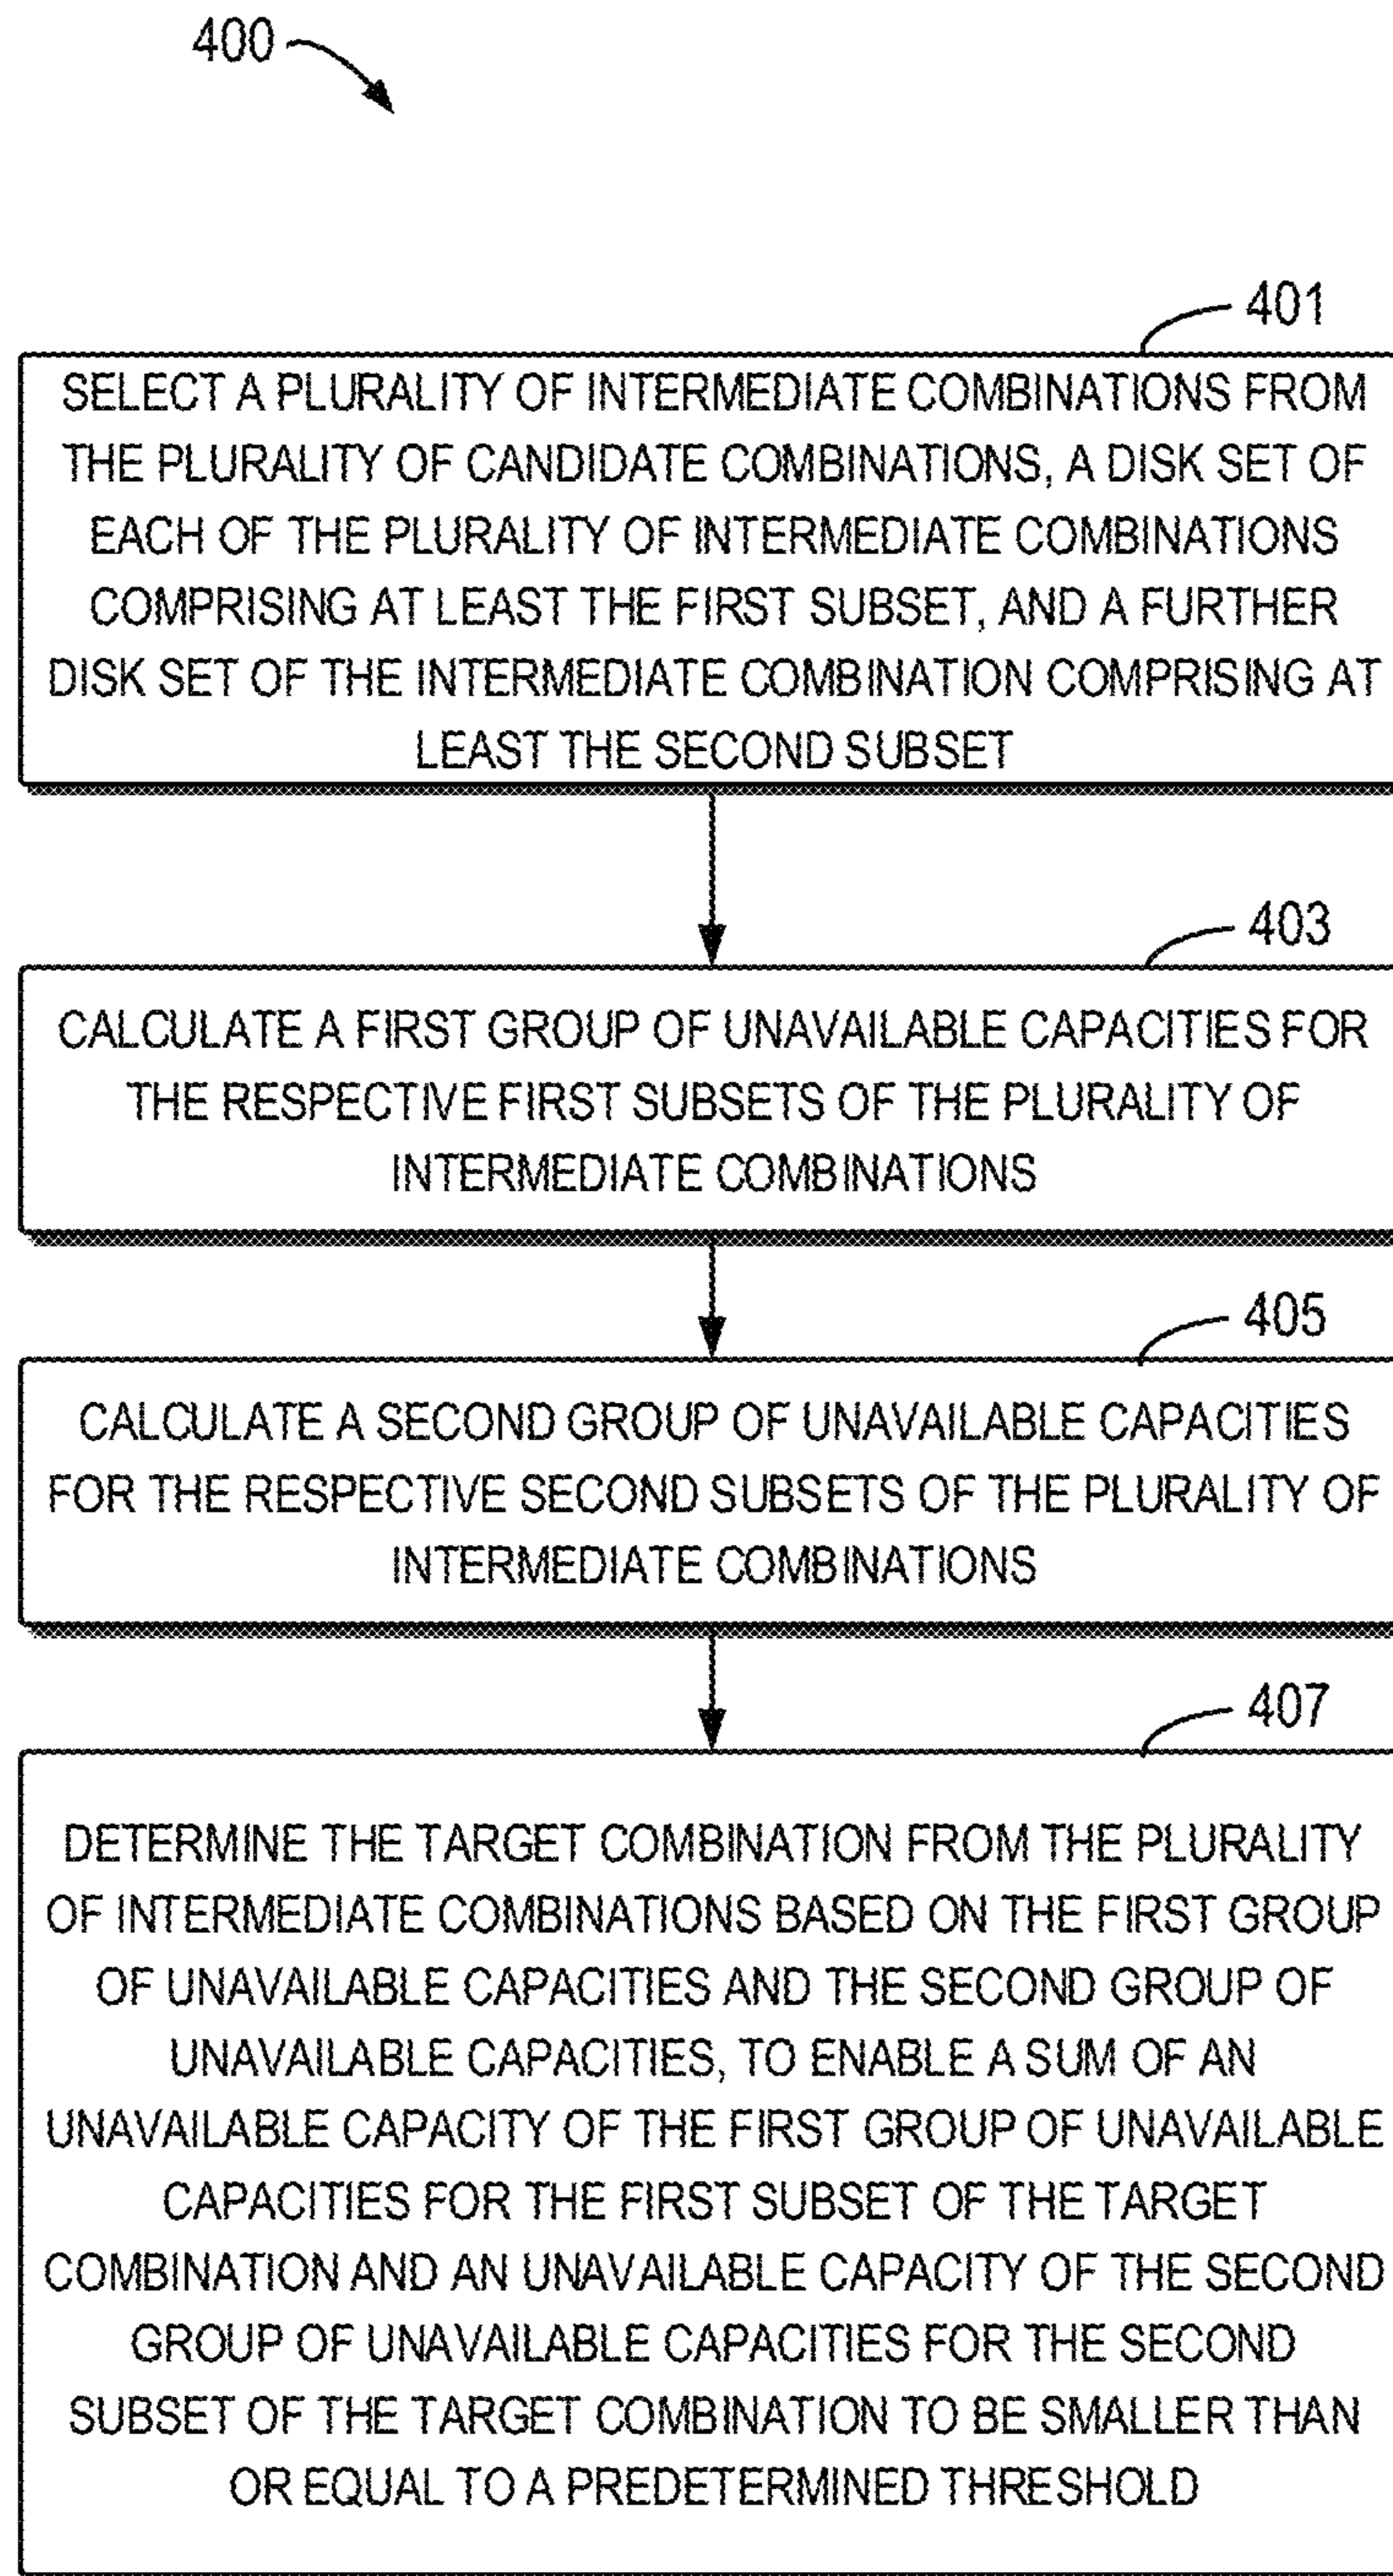 400
401
SELECT A PLURALITY OF INTERMEDIATE COMBINATIONS FROM
THE PLURALITY OF CANDIDATE COMBINATIONS, A DISK SET OF
EACH OF THE PLURALITY OF INTERMEDIATE COMBINATIONS
COMPRISING AT LEAST THE FIRST SUBSET, AND A FURTHER
DISK SET OF THE INTERMEDIATE COMBINATION COMPRISING AT
LEAST THE SECOND SUBSET
403
CALCULATE A FIRST GROUP OF UNAVAILABLE CAPACITIES FOR
THE RESPECTIVE FIRST SUBSETS OF THE PLURALITY OF
INTERMEDIATE COMBINATIONS
405
CALCULATE A SECOND GROUP OF UNAVAILABLE CAPACITIES
FOR THE RESPECTIVE SECOND SUBSETS OF THE PLURALITY OF
INTERMEDIATE COMBINATIONS
407
DETERMINE THE TARGET COMBINATION FROM THE PLURALITY
OF INTERMEDIATE COMBINATIONS BASED ON THE FIRST GROUP
OF UNAVAILABLE CAPACITIES AND THE SECOND GROUP OF
UNAVAILABLE CAPACITIES, TO ENABLE A SUM OF AN
UNAVAILABLE CAPACITY OF THE FIRST GROUP OF UNAVAILABLE
CAPACITIES FOR THE FIRST SUBSET OF THE TARGET
COMBINATION AND AN UNAVAILABLE CAPACITY OF THE SECOND
GROUP OF UNAVAILABLE CAPACITIES FOR THE SECOND
SUBSET OF THE TARGET COMBINATION TO BE SMALLER THAN
OR EQUAL TO A PREDETERMINED THRESHOLD